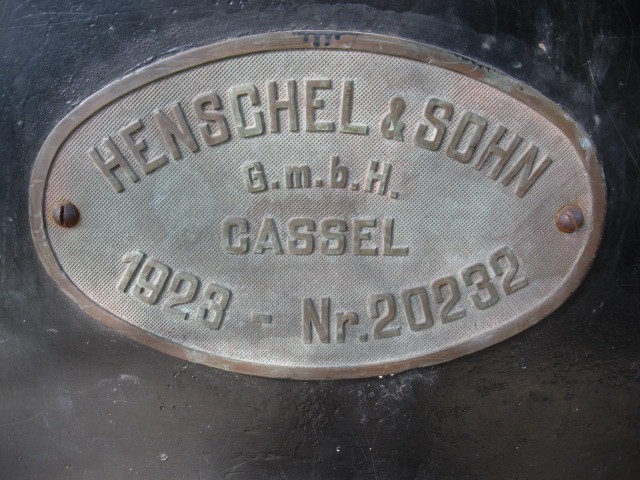 HENSCHEL & SOHN
G.m.b.H.
CASSEL
1923 - Nr.20232